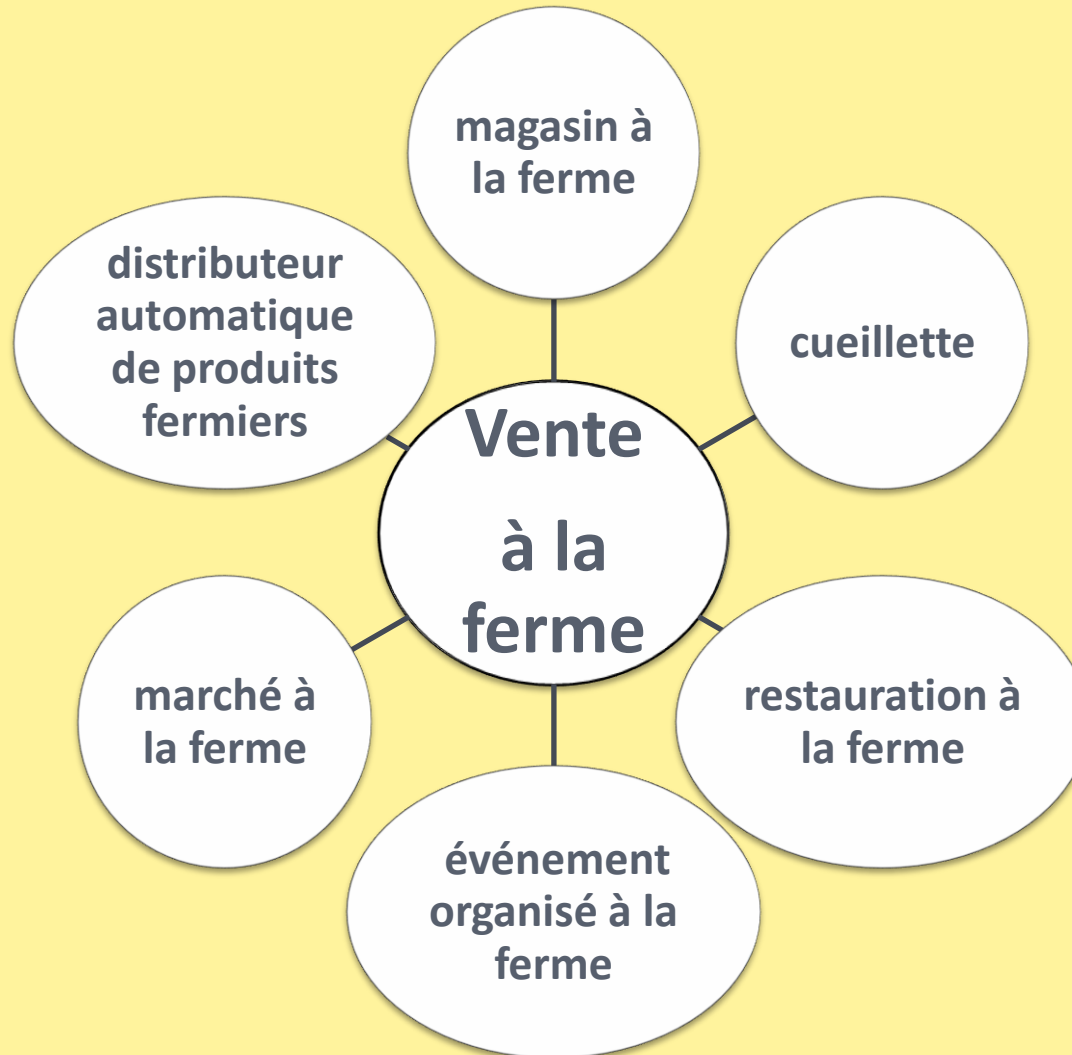 magasin à
la ferme
distributeur
automatique
de produits
fermiers
cueillette
Vente
à la
ferme
marché à
la ferme
restauration à
la ferme
événement
organisé à la
ferme